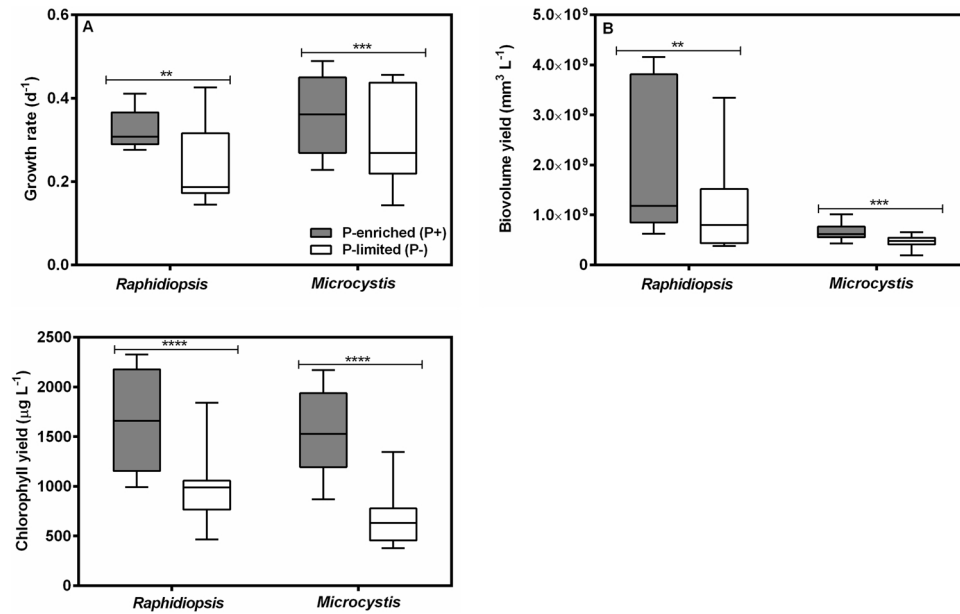 A
Growth rate (d⁻¹)
0.6
0.4
0.2
0.0
**
***
P-enriched (P+)
P-limited (P-)
Raphidiopsis
Microcystis
B
Biovolume yield (mm³ L⁻¹)
5.0×10⁹
4.0×10⁹
3.0×10⁹
2.0×10⁹
1.0×10⁹
0
**
***
Raphidiopsis
Microcystis
Chlorophyll yield (µg L⁻¹)
2500
2000
1500
1000
500
0
****
****
Raphidiopsis
Microcystis